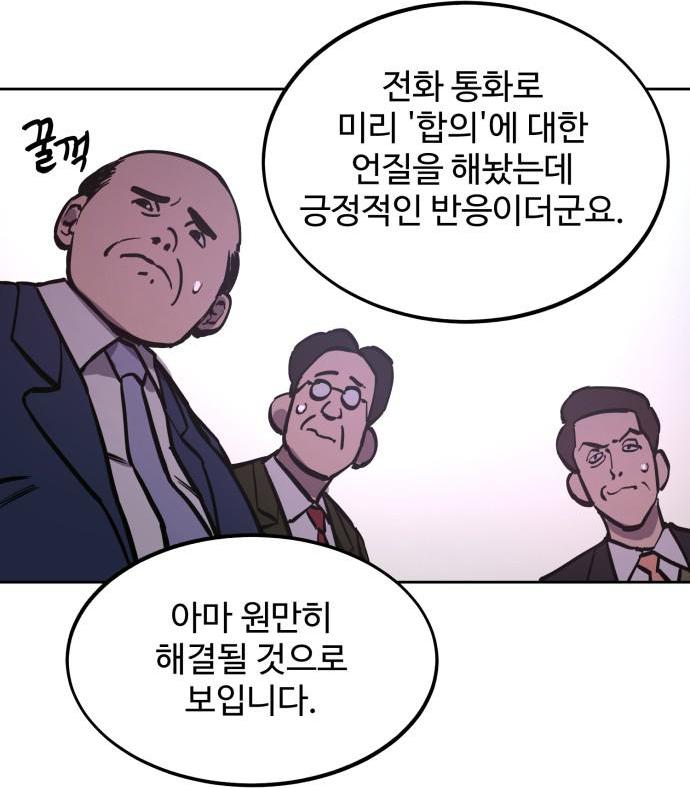 전화 통화로
미리 '합의'에 대한
언질을 해놨는데
긍정적인 반응이더군요.
꿀꺽
아마 원만히
해결될 것으로
보입니다.